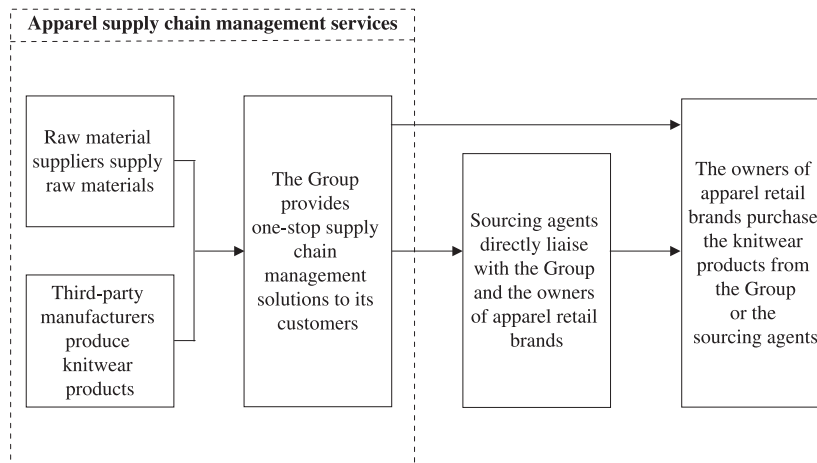 Apparel supply chain management services
Raw material
suppliers supply
raw materials
Third-party
manufacturers
produce
knitwear
products
The Group
provides
one-stop supply
chain
management
solutions to its
customers
Sourcing agents
directly liaise
with the Group
and the owners
of apparel retail
brands
The owners of
apparel retail
brands purchase
the knitwear
products from
the Group
or the
sourcing agents